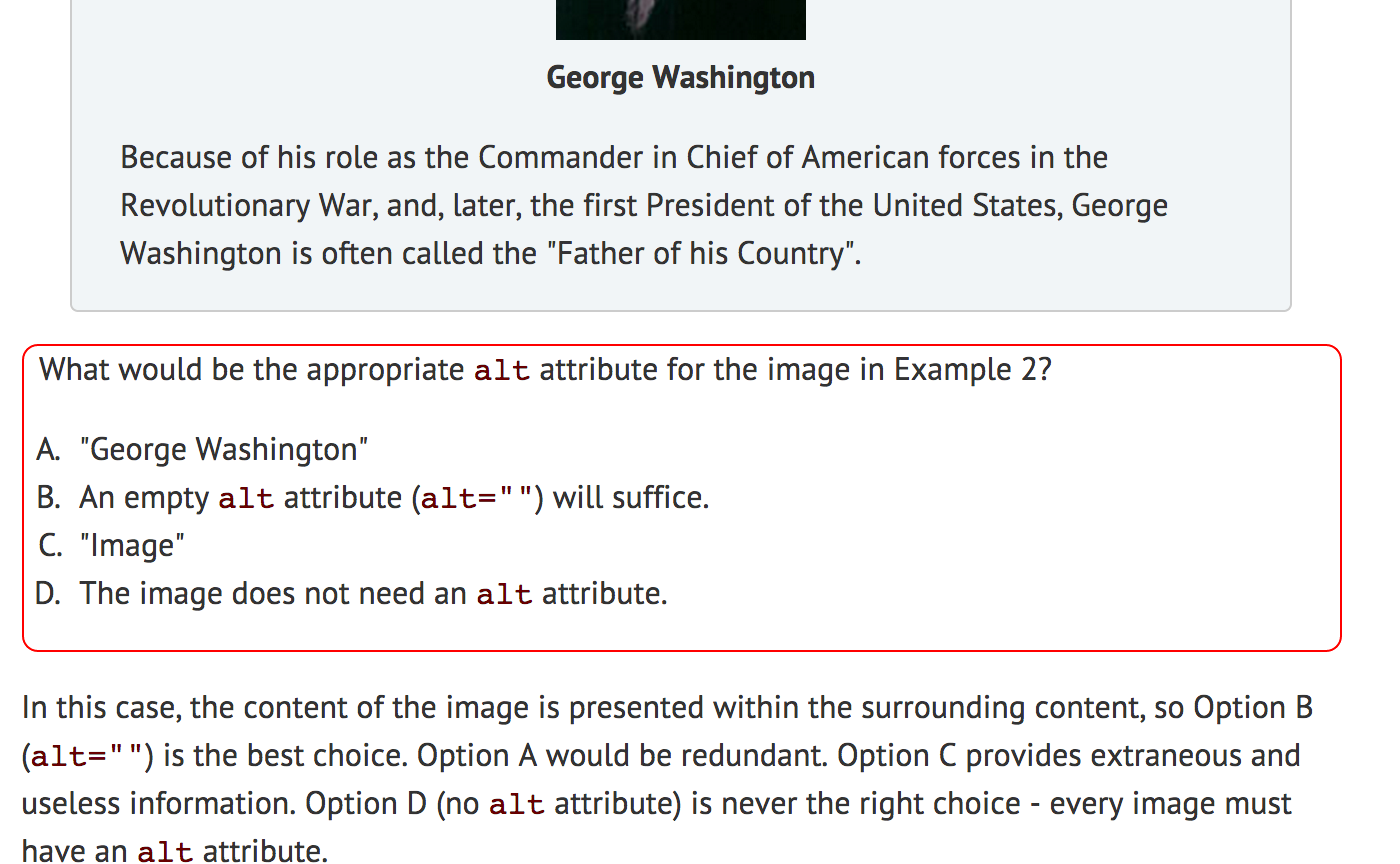 George Washington
Because of his role as the Commander in Chief of American forces in the
Revolutionary War, and, later, the first President of the United States, George
Washington is often called the "Father of his Country".
What would be the appropriate alt attribute for the image in Example 2?
A. "George Washington"
B. An empty alt attribute (alt="") will suffice.
C. "Image"
D. The image does not need an alt attribute.
In this case, the content of the image is presented within the surrounding content, so Option B
(alt="") is the best choice. Option A would be redundant. Option C provides extraneous and
useless information. Option D (no alt attribute) is never the right choice - every image must
have an alt attribute.